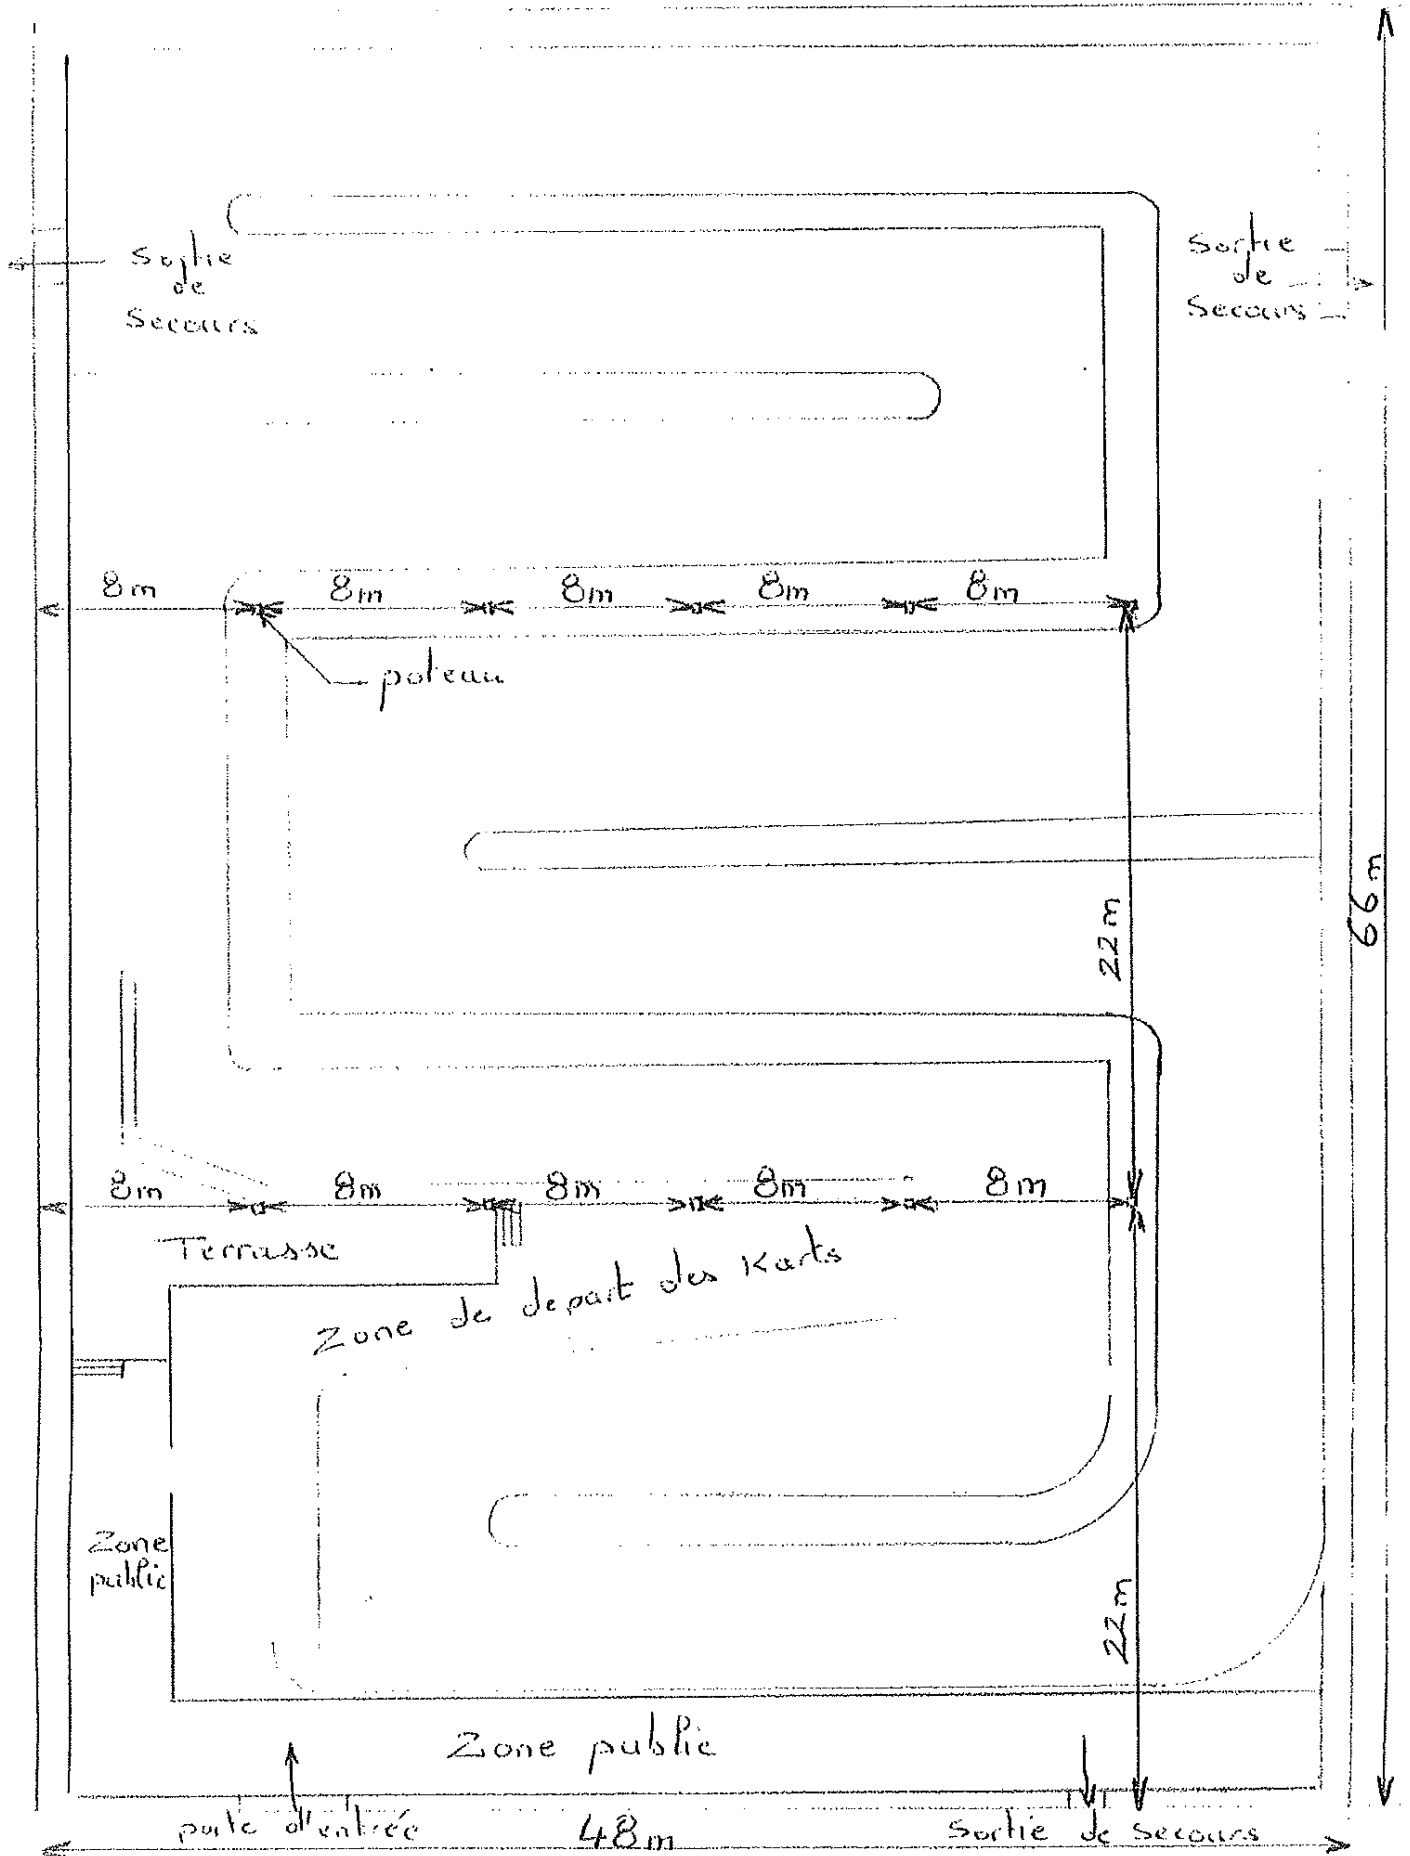 Sortie
de
Secours
Sortie
de
Secours
8m 8m 8m 8m 8m
poteau
66m
22m
8m 8m 8m 8m 8m
Terrasse
Zone de depart des Karts
Zone
public
22m
Zone public
porte d'entrée
48m
Sortie de secours